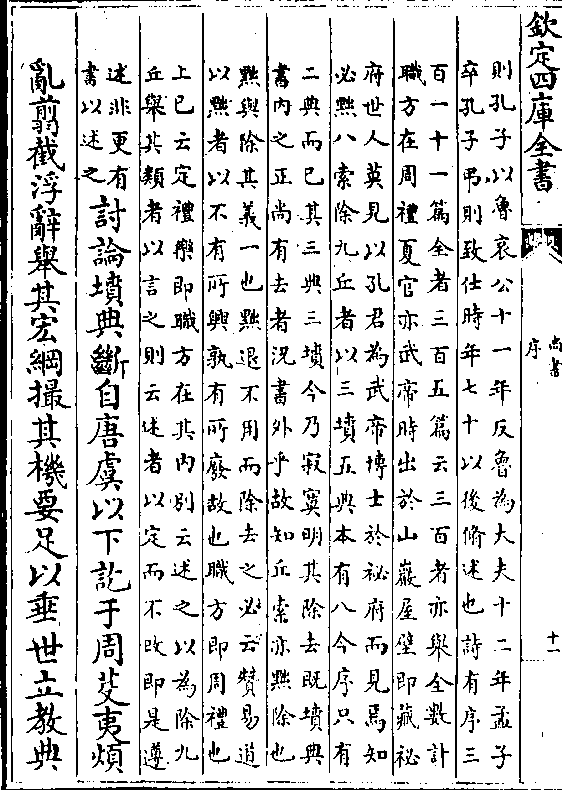 欽定四庫全書
尚書序
十一
則孔子以魯哀公十一年反魯為大夫十二年孟子
卒孔子弔則致仕時年七十以後脩述也詩有序三
百一十一篇全者三百五篇云三百者亦舉全數計
職方在周禮夏官亦武帝時出於山巖屋壁即藏祕
府世人莫見以孔君為武帝博士於祕府而見焉知
必黜八索除九丘者以三墳五典本有八今序只有
二典而已其三典三墳今乃寂寞明其除去既墳典
書內之正尚有去者況書外乎故知丘索亦黜除也
黜與除其義一也黜退不用而除去之必云贊易道
以黜者以不有所興孰有所廢故也職方即周禮也
上已云定禮樂即職方在其內別云述之以為除九
丘舉其類者以言之則云述者以定而不改即是遵
述非更有
書以述之
討論墳典斷自唐虞以下訖于周芟夷煩
亂翦截浮辭舉其宏綱撮其機要足以垂世立教典